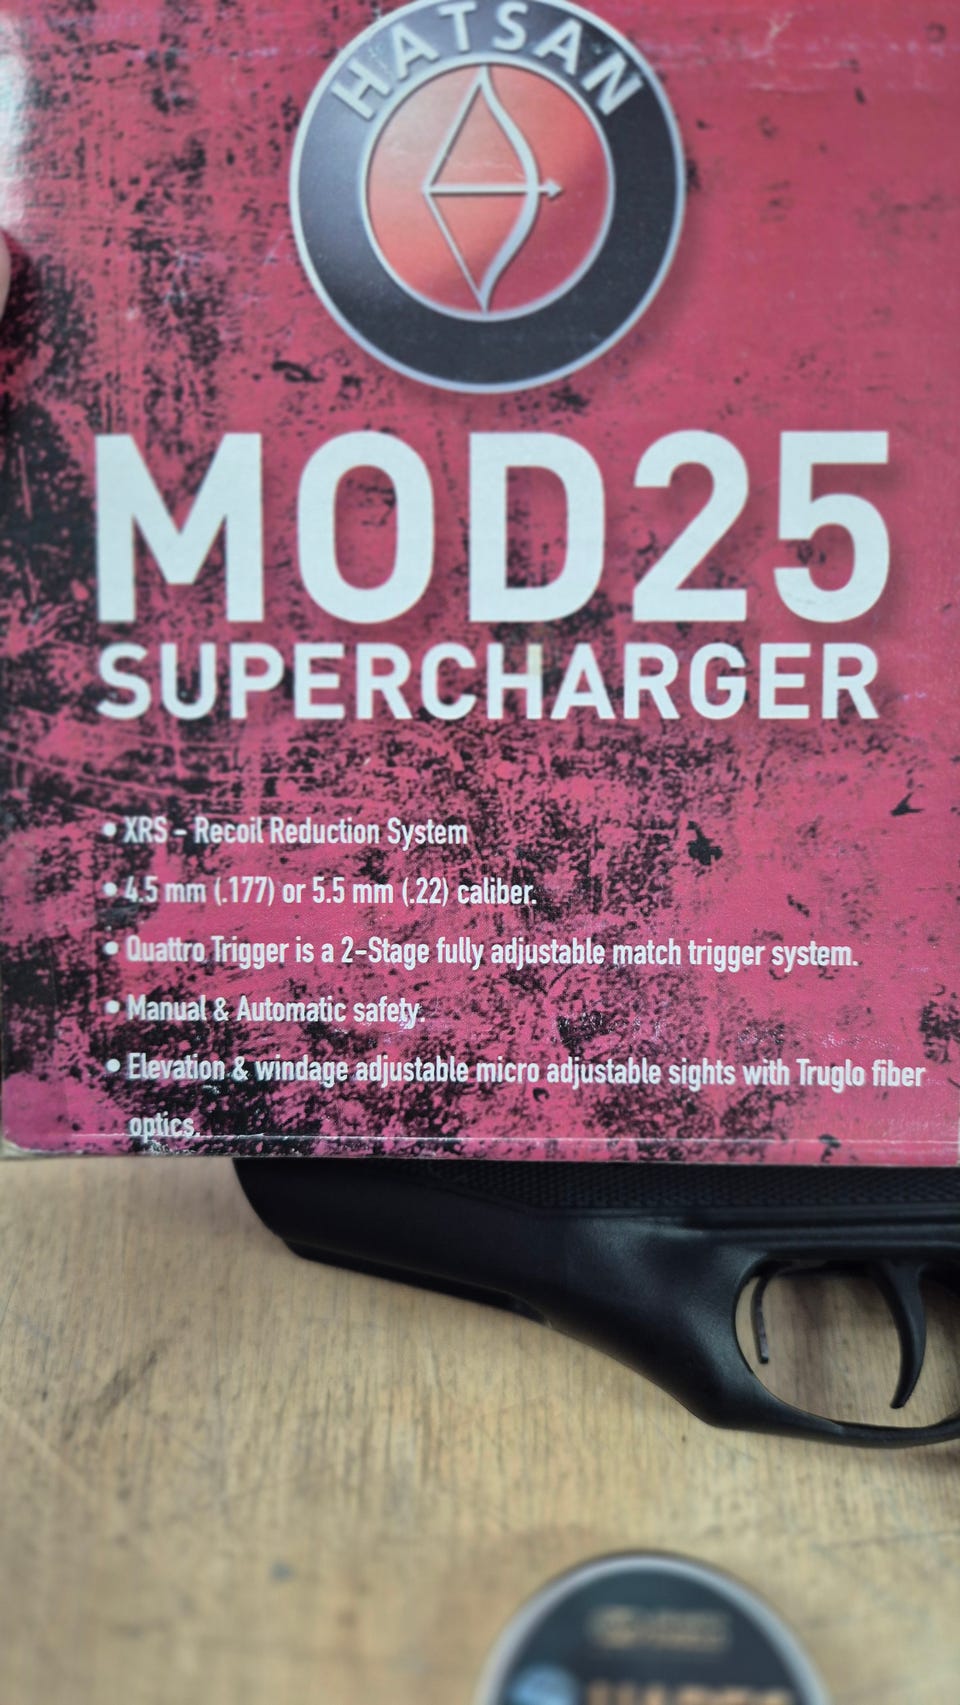 HATSAN
MOD25
SUPERCHARGER
• XRS - Recoil Reduction System
• 4.5 mm (.177) or 5.5 mm (.22) caliber.
• Quattro Trigger is a 2-Stage fully adjustable match trigger system.
• Manual & Automatic safety.
• Elevation & windage adjustable micro adjustable sights with Truglo fiber
optics.